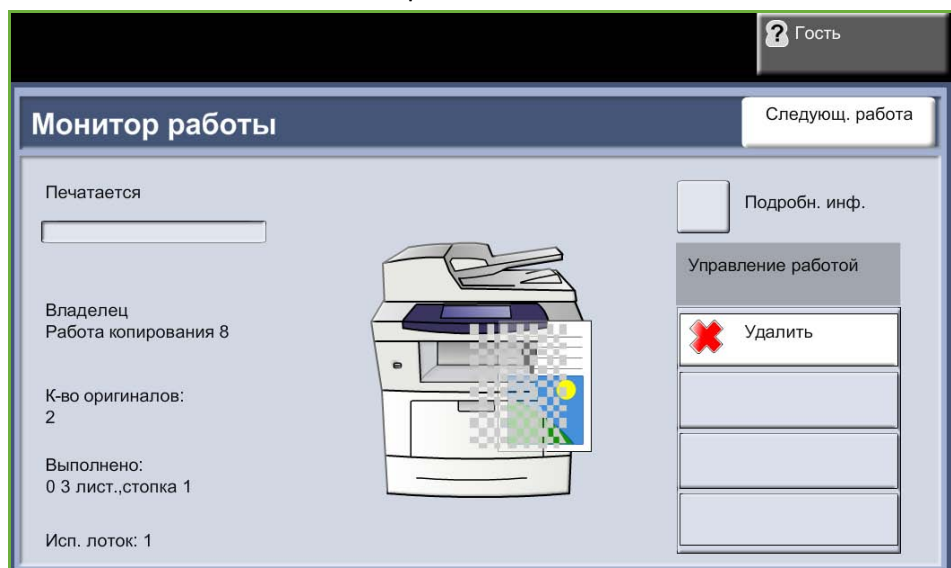 Гость
Монитор работы
Следующ. работа
Печатается
Подробн. инф.
Управление работой
Владелец
Работа копирования 8
Удалить
К-во оригиналов:
2
Выполнено:
0 3 лист.,стопка 1
Исп. лоток: 1